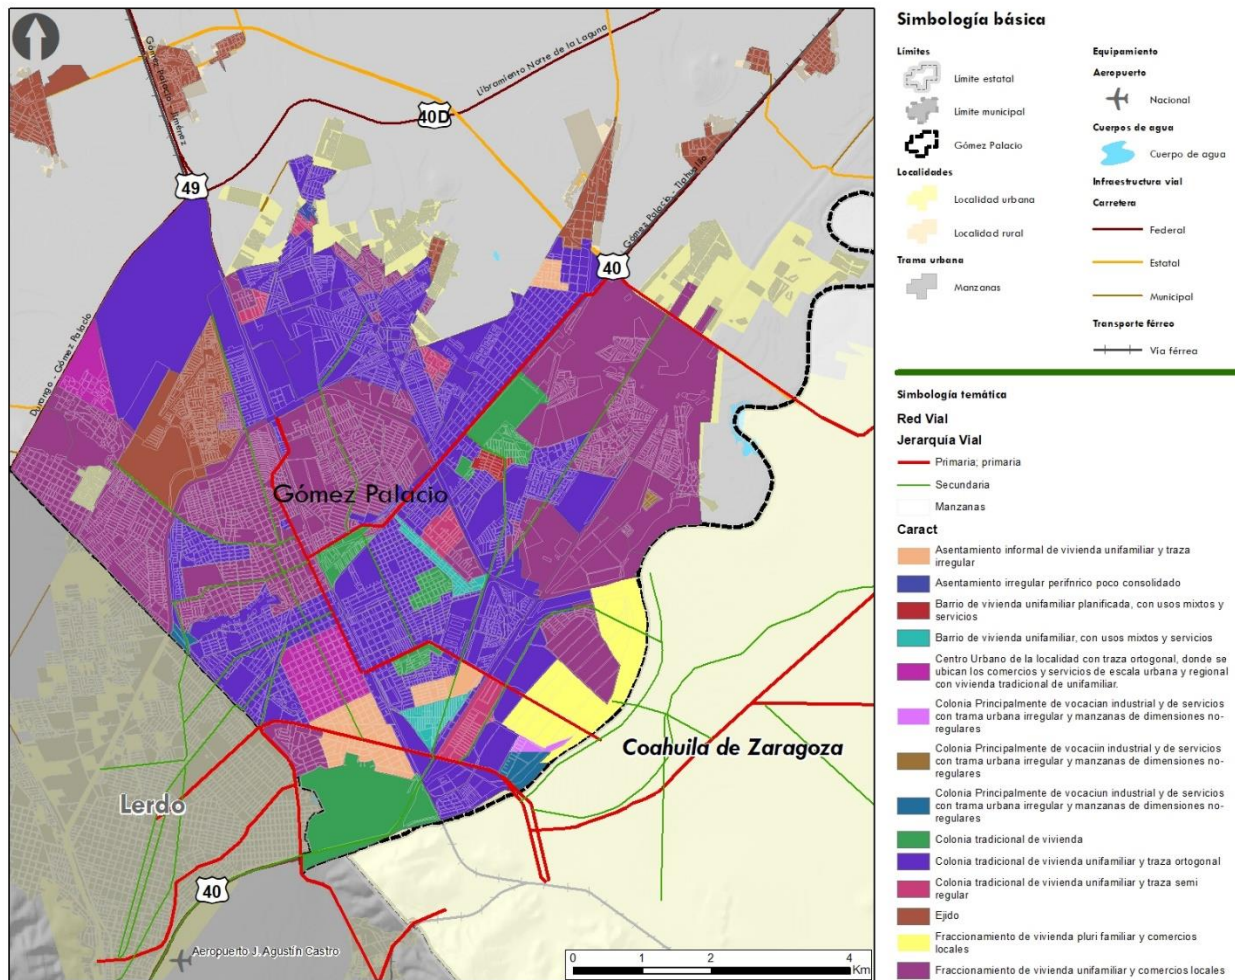 Gómez Palacio - Jiménez
Libramiento Norte de la Laguna
40D
49
Gómez Palacio - Tlahualilo
40
Durango - Gómez Palacio
Gómez Palacio
Coahuila de Zaragoza
Lerdo
40
Aeropuerto J. Agustín Castro
0 1 2 4
Km
Simbología básica
Límites
Límite estatal
Límite municipal
Gómez Palacio
Localidades
Localidad urbana
Localidad rural
Trama urbana
Manzanas
Equipamiento
Aeropuerto
Nacional
Cuerpos de agua
Cuerpo de agua
Infraestructura vial
Carretera
Federal
Estatal
Municipal
Transporte férreo
Vía férrea
Simbología temática
Red Vial
Jerarquía Vial
Primaria; primaria
Secundaria
Manzanas
Caract
Asentamiento informal de vivienda unifamiliar y traza
irregular
Asentamiento irregular perifnrico poco consolidado
Barrio de vivienda unifamiliar planificada, con usos mixtos y
servicios
Barrio de vivienda unifamiliar, con usos mixtos y servicios
Centro Urbano de la localidad con traza ortogonal, donde se
ubican los comercios y servicios de escala urbana y regional
con vivienda tradicional de unifamiliar.
Colonia Principalmente de vocacian industrial y de servicios
con trama urbana irregular y manzanas de dimensiones no-
regulares
Colonia Principalmente de vocaciin industrial y de servicios
con trama urbana irregular y manzanas de dimensiones no-
regulares
Colonia Principalmente de vocaciun industrial y de servicios
con trama urbana irregular y manzanas de dimensiones no-
regulares
Colonia tradicional de vivienda
Colonia tradicional de vivienda unifamiliar y traza ortogonal
Colonia tradicional de vivienda unifamiliar y traza semi
regular
Ejido
Fraccionamiento de vivienda pluri familiar y comercios
locales
Fraccionamiento de vivienda unifamiliar y comercios locales